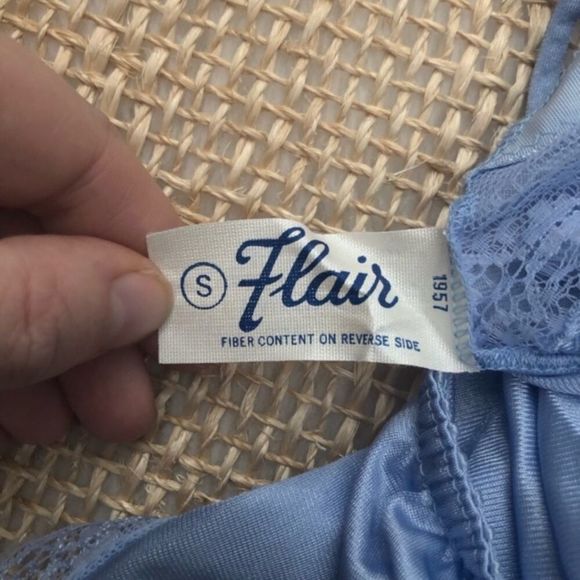 S
Flair
FIBER CONTENT ON REVERSE SIDE
1957